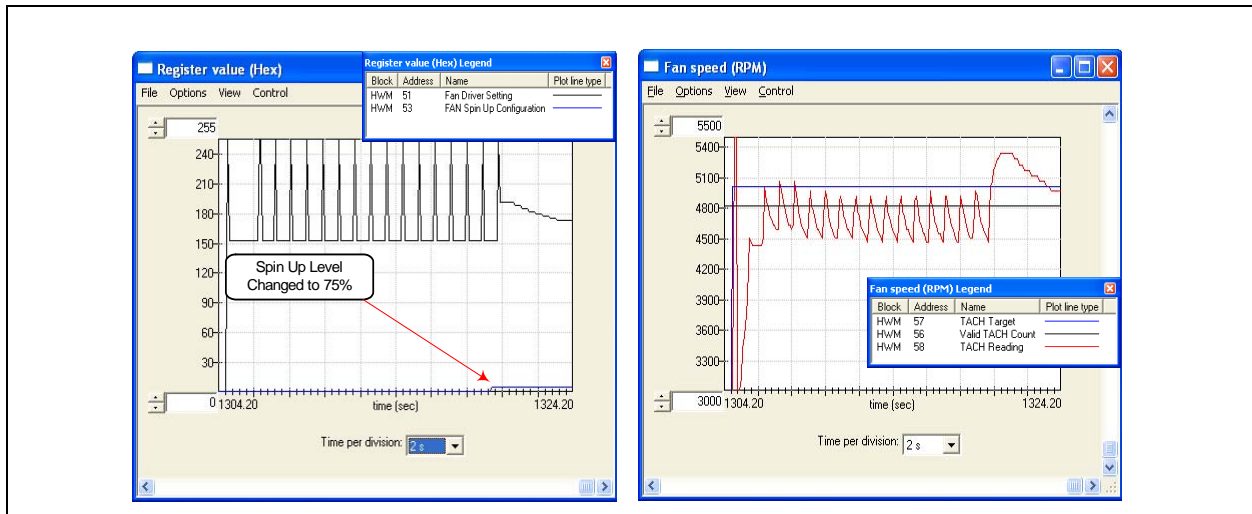 Register value (Hex)
File Options View Control
Register value (Hex) Legend
Block Address Name Plot line type
HWM 51 Fan Driver Setting
HWM 53 FAN Spin Up Configuration
255
240
210
180
150
120
90
60
30
0
Spin Up Level
Changed to 75%
1304.20 time (sec) 1324.20
Time per division: 2 s
Fan speed (RPM)
File Options View Control
5500
5400
5100
4800
4500
4200
3900
3600
3300
3000
Fan speed (RPM) Legend
Block Address Name Plot line type
HWM 57 TACH Target
HWM 56 Valid TACH Count
HWM 58 TACH Reading
1304.20 time (sec) 1324.20
Time per division: 2 s